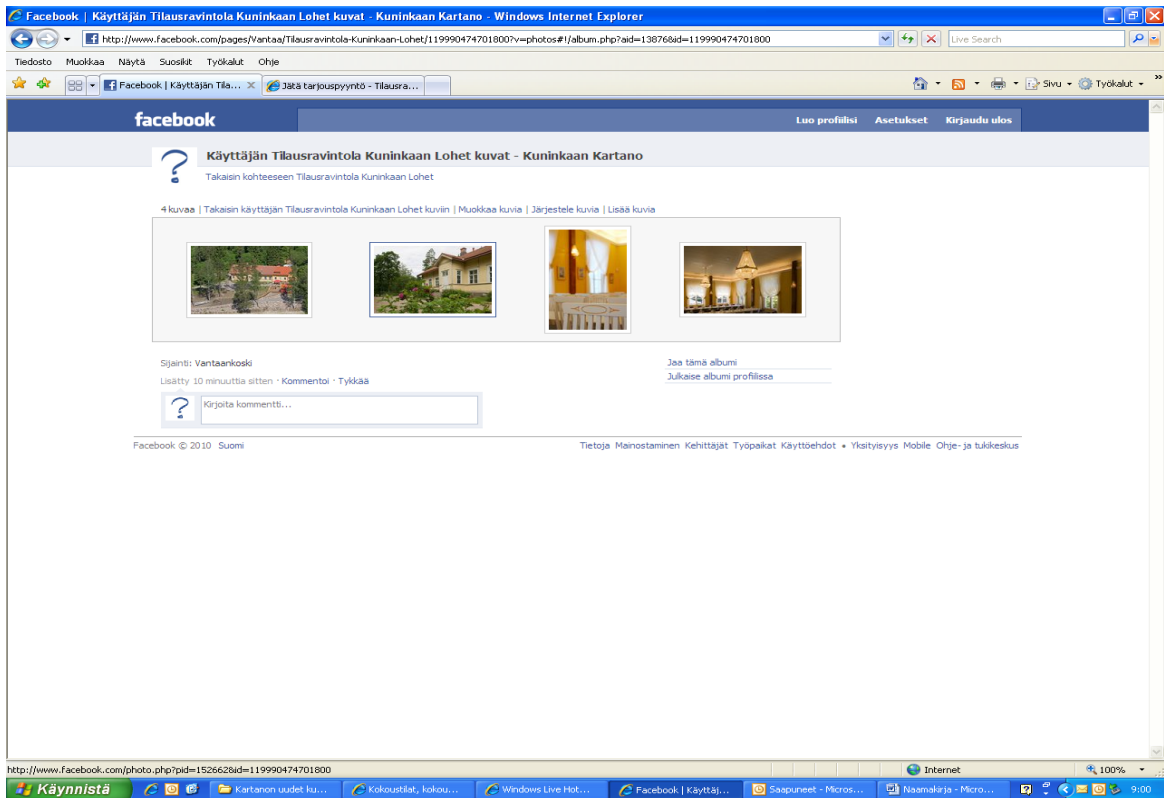 Facebook | Käyttäjän Tilausravintola Kuninkaan Lohet kuvat - Kuninkaan Kartano - Windows Internet Explorer
http://www.facebook.com/pages/Vantaa/Tilausravintola-Kuninkaan-Lohet/119990474701800?v=photos#!/album.php?aid=13876&id=119990474701800
Live Search
Tiedosto Muokkaa Näytä Suosikit Työkalut Ohje
Facebook | Käyttäjän Tila... Jätä tarjouspyyntö - Tilausra... Sivu Työkalut
facebook Luo profiilisi Asetukset Kirjaudu ulos
Käyttäjän Tilausravintola Kuninkaan Lohet kuvat - Kuninkaan Kartano
Takaisin kohteeseen Tilausravintola Kuninkaan Lohet
4 kuvaa | Takaisin käyttäjän Tilausravintola Kuninkaan Lohet kuviin | Muokkaa kuvia | Järjestele kuvia | Lisää kuvia
Sijainti: Vantaankoski
Jaa tämä albumi
Lisätty 10 minuuttia sitten · Kommentoi · Tykkää
Julkaise albumi profiilissa
Kirjoita kommentti...
Facebook © 2010 Suomi Tietoja Mainostaminen Kehittäjät Työpaikat Käyttöehdot • Yksityisyys Mobile Ohje- ja tukikeskus
http://www.facebook.com/photo.php?pid=152662&id=119990474701800 Internet 100%
Käynnistä Kartanon uudet ku... Kokoustilat, kokou... Windows Live Hot... Facebook | Käyttäj... Saapuneet - Micros... Naamakirja - Micro... 9:00